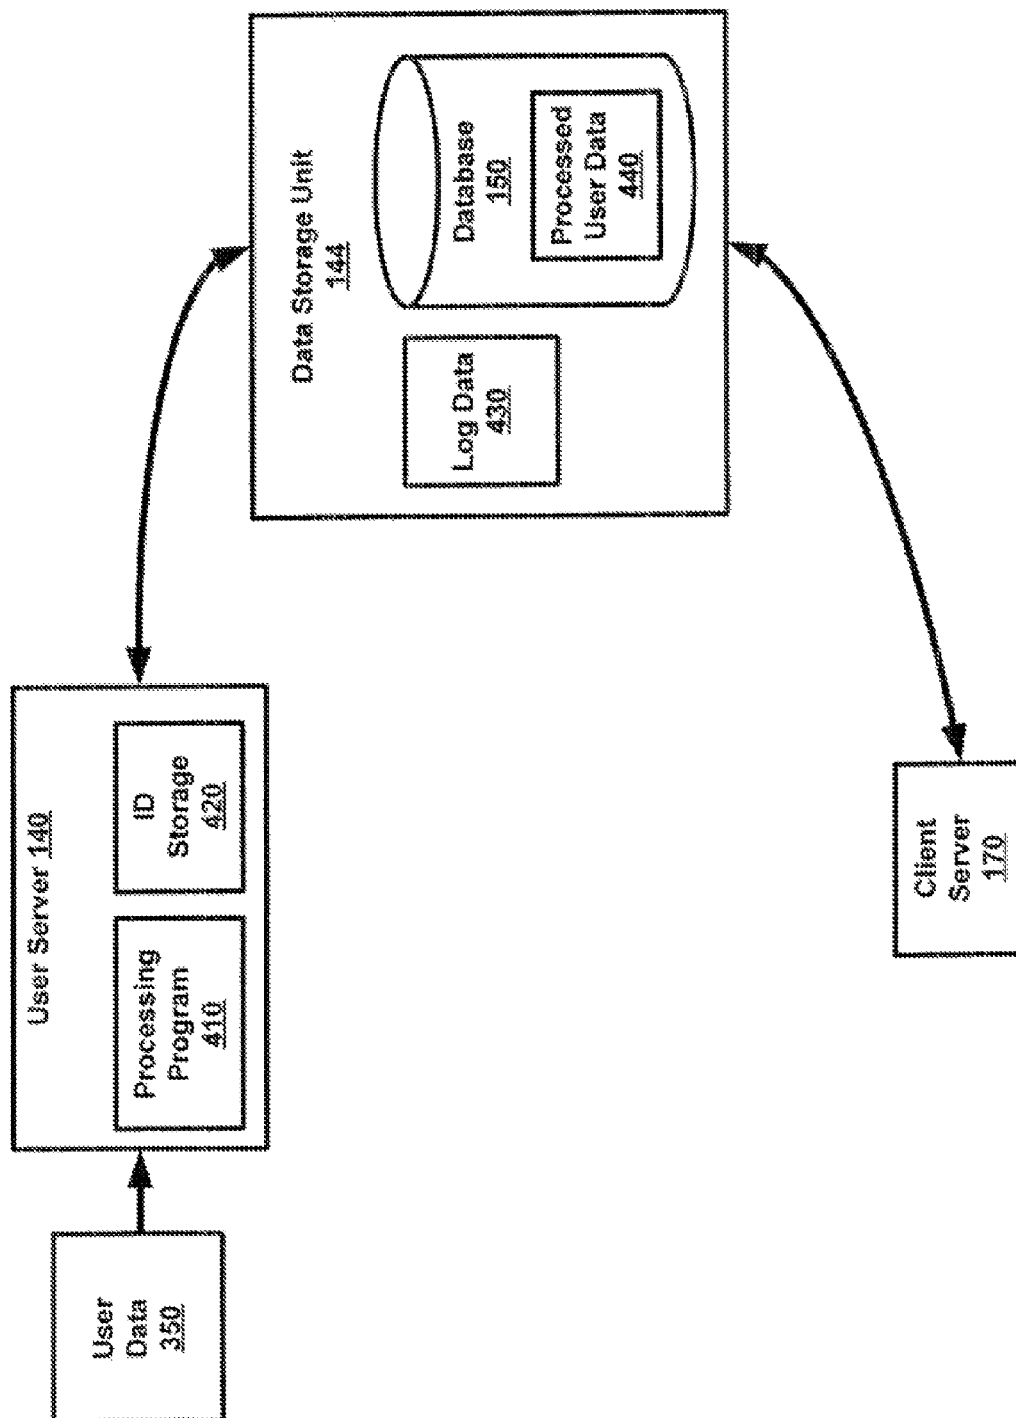 User
Data
350
User Server 140
Processing
Program
410
ID
Storage
420
Data Storage Unit
144
Log Data
430
Database
150
Processed
User Data
440
Client
Server
170